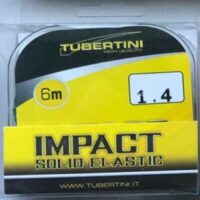 TUBERTINI
HIGH QUALITY
6m
1.4
IMPACT
SOLID ELASTIC
WWW.TUBERTINI.IT